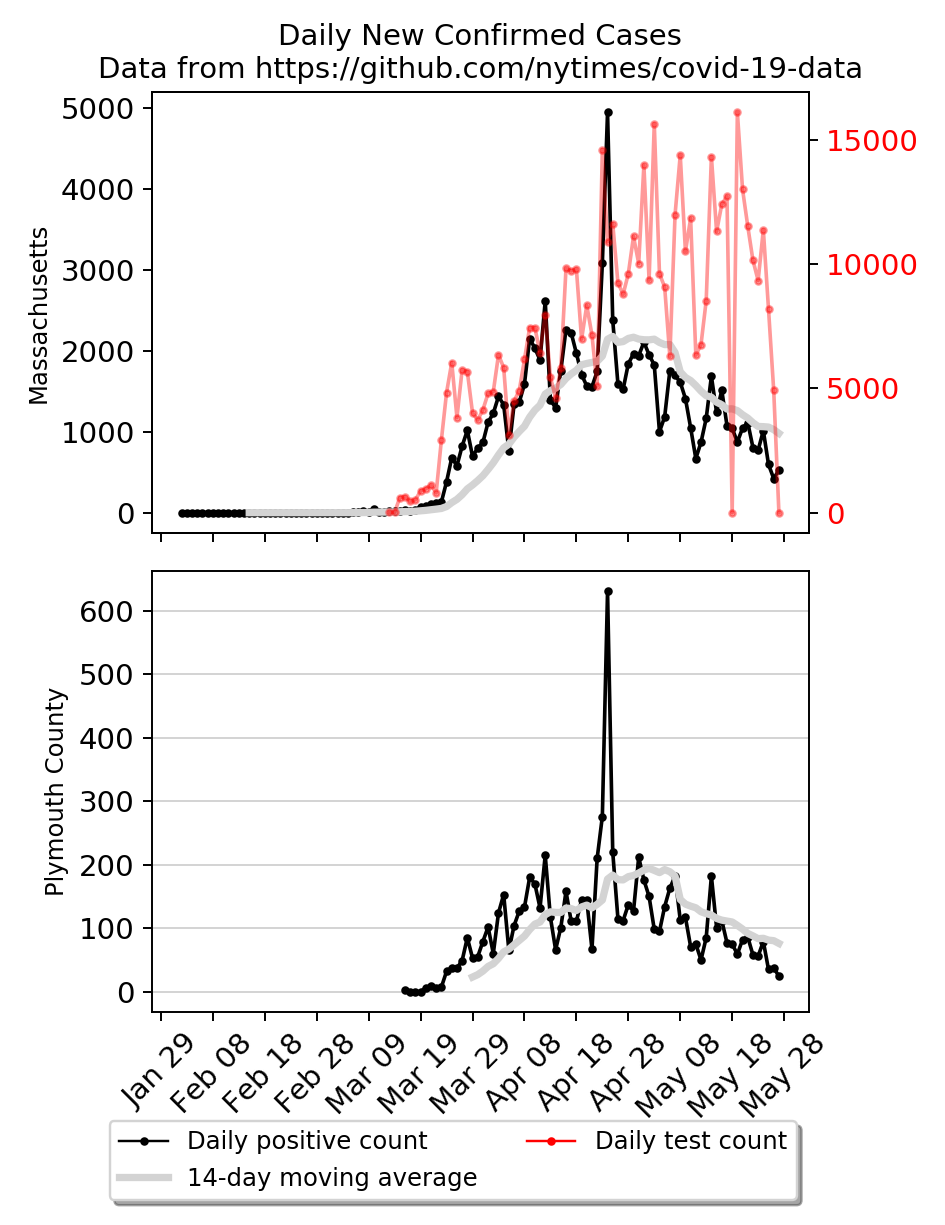 Daily New Confirmed Cases
Data from https://github.com/nytimes/covid-19-data
5000
4000
3000
2000
1000
0
Massachusetts
15000
10000
5000
0
600
500
400
300
200
100
0
Plymouth County
Jan 29
Feb 08
Feb 18
Feb 28
Mar 09
Mar 19
Mar 29
Apr 08
Apr 18
Apr 28
May 08
May 18
May 28
Daily positive count
Daily test count
14-day moving average